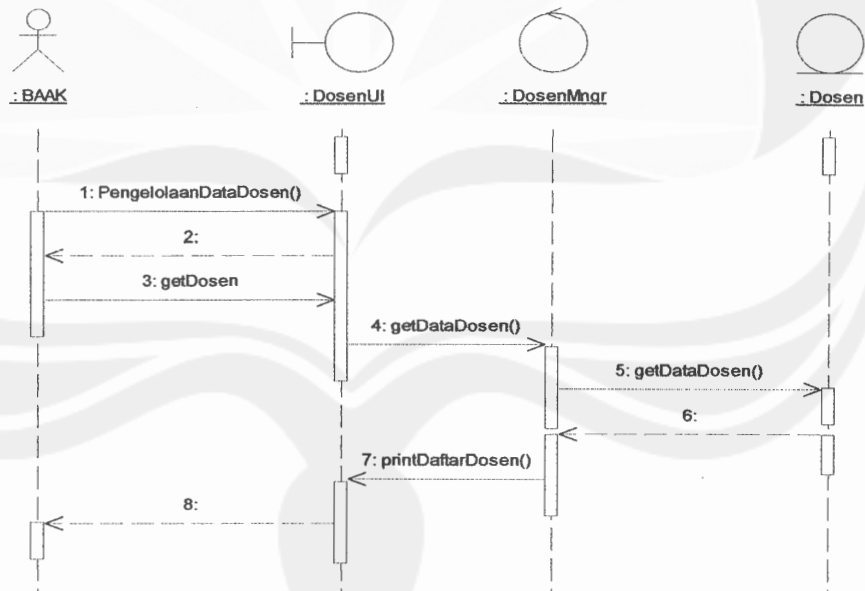 : BAAK
: DosenUI
: DosenMngr
: Dosen
1: PengelolaanDataDosen()
2:
3: getDosen
4: getDataDosen()
5: getDataDosen()
6:
7: printDaftarDosen()
8: